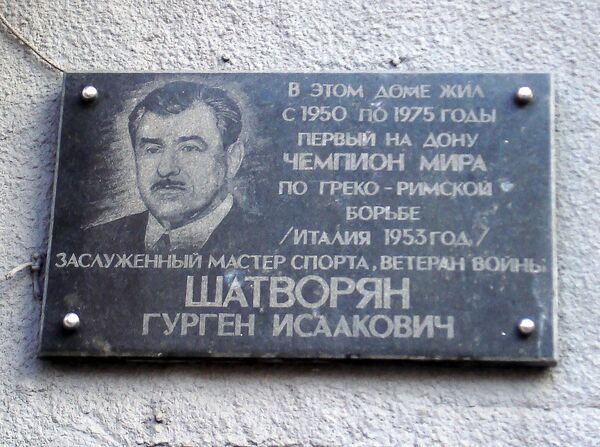 В ЭТОМ ДОМЕ ЖИЛ
С 1950 ПО 1975 ГОДЫ
ПЕРВЫЙ НА ДОНУ
ЧЕМПИОН МИРА
ПО ГРЕКО-РИМСКОЙ
БОРЬБЕ
/ИТАЛИЯ 1953 ГОД/
ЗАСЛУЖЕННЫЙ МАСТЕР СПОРТА, ВЕТЕРАН ВОЙНЫ
ШАТВОРЯН
ГУРГЕН ИСААКОВИЧ